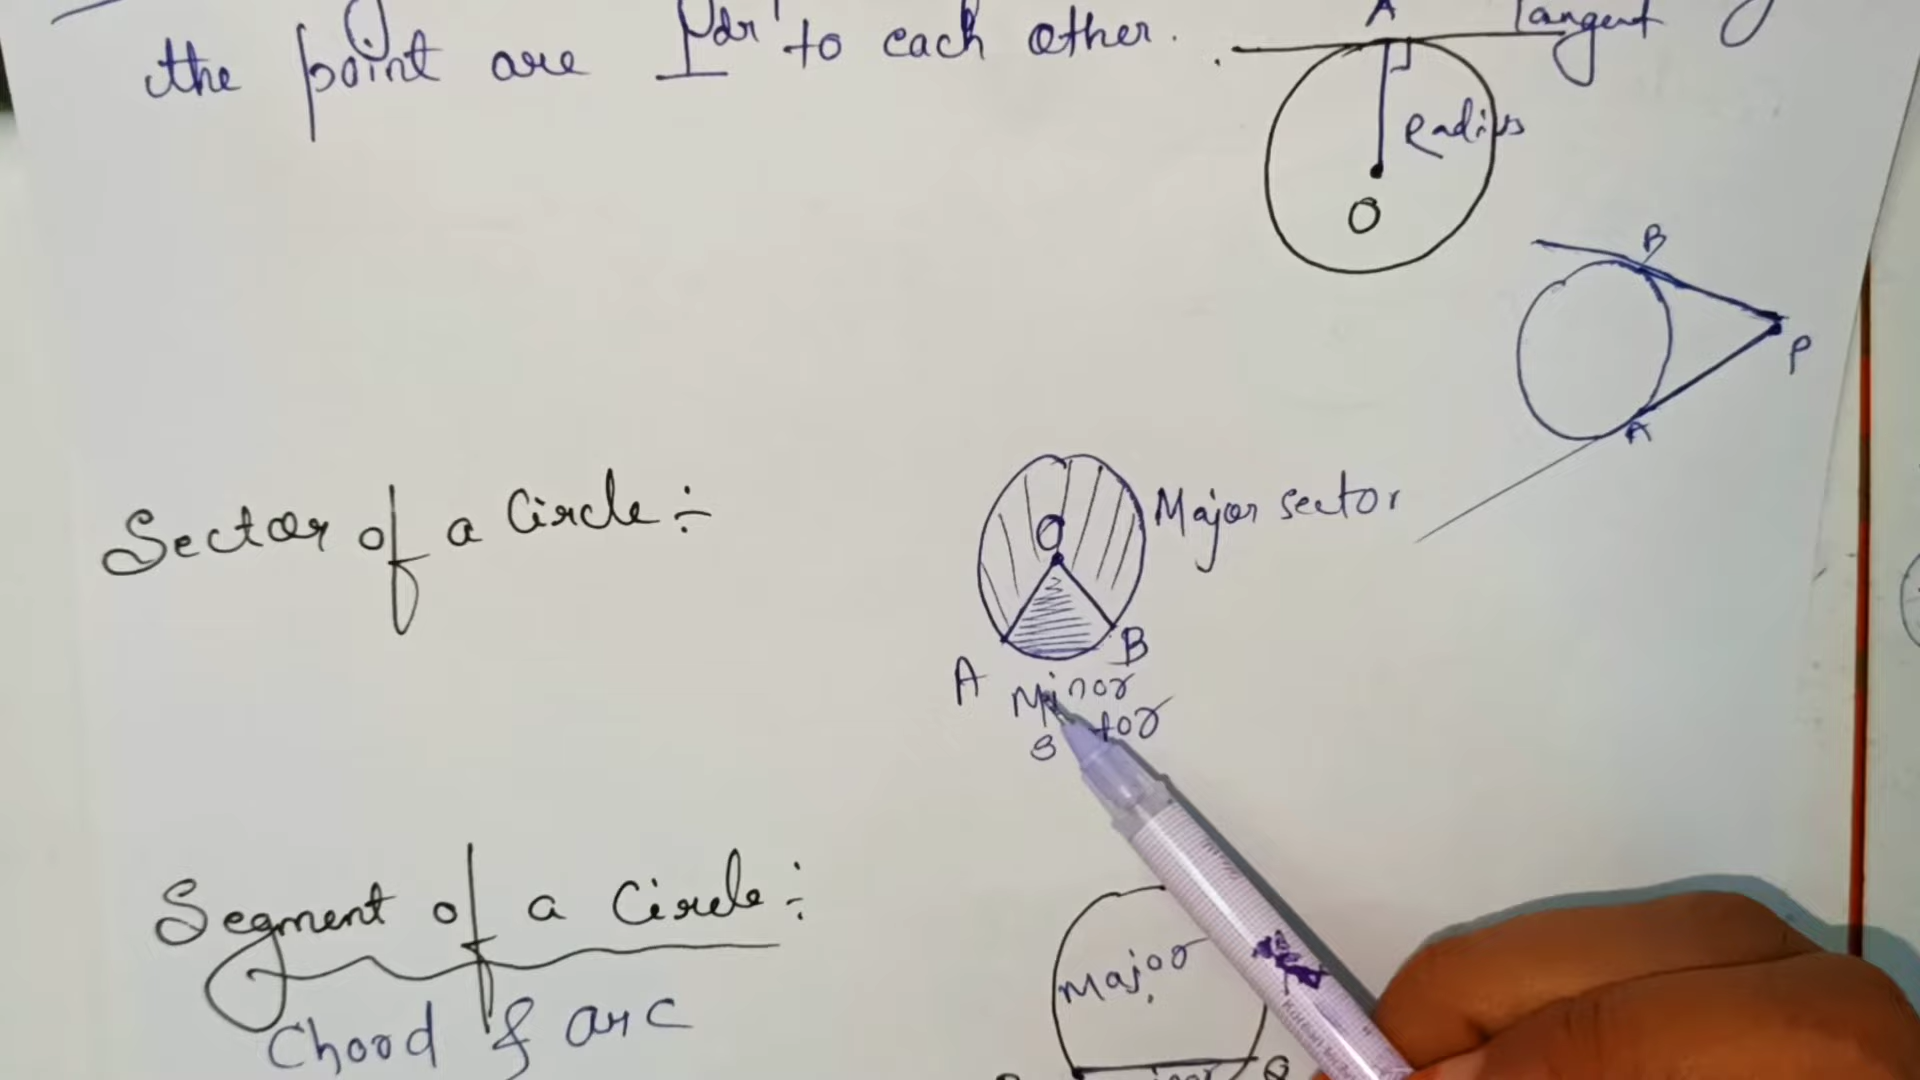 A Tangent
the point are to each other.
Radius
O
B
P
A
Sector of a Circle :-
O
Major sector
A B
Minor
Segment of a Circle :-
Major
Chord & arc
Q